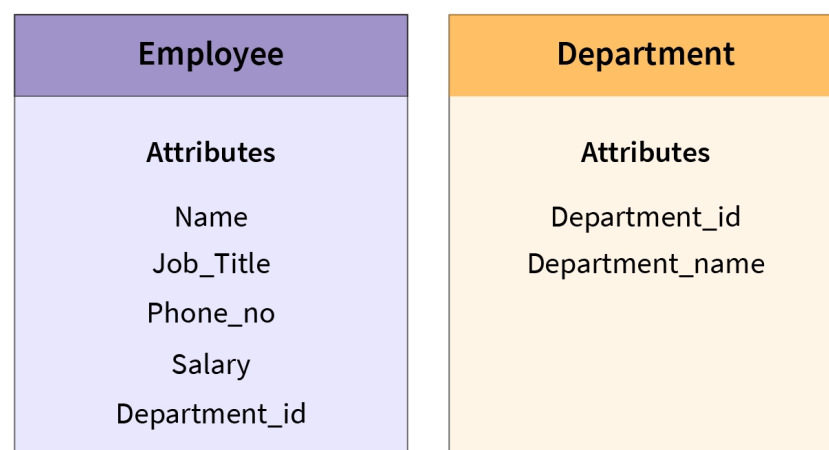 Employee
Attributes
Name
Job_Title
Phone_no
Salary
Department_id
Department
Attributes
Department_id
Department_name